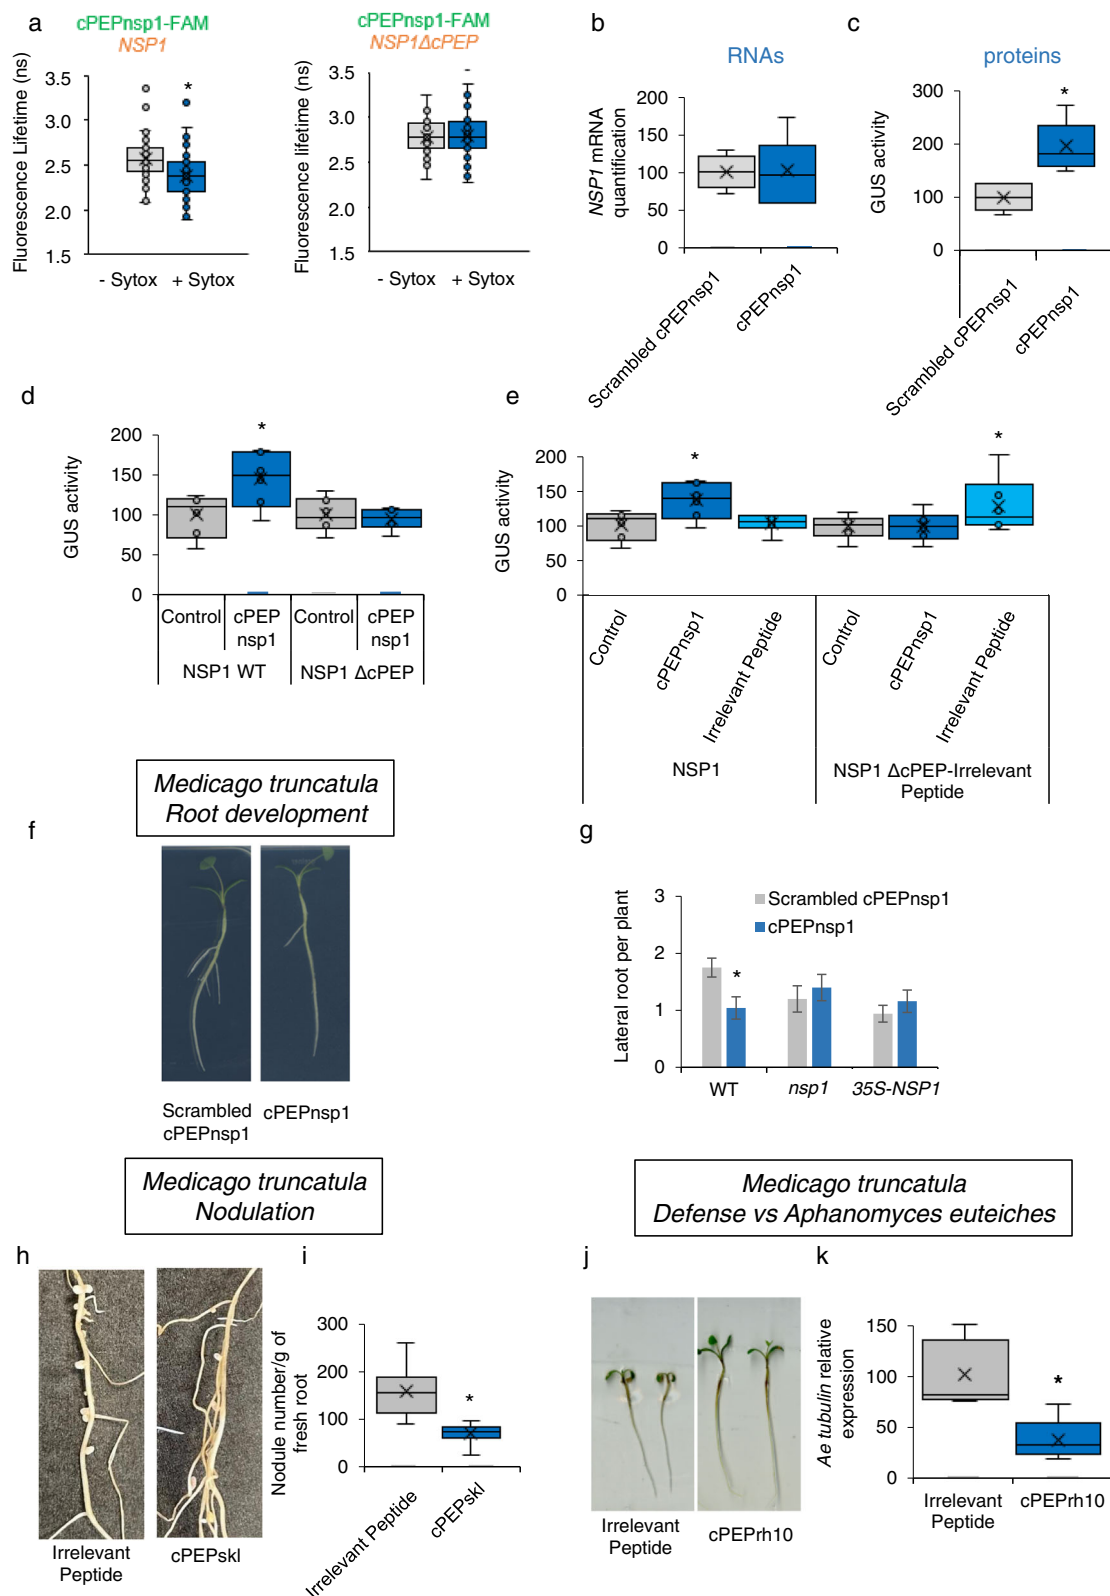 a
cPEPnsp1-FAM
NSP1
Fluorescence Lifetime (ns)
3.5
3.0
2.5
2.0
1.5
*
- Sytox + Sytox
cPEPnsp1-FAM
NSP1ΔcPEP
Fluorescence lifetime (ns)
3.5
3.0
2.5
2.0
1.5
- Sytox + Sytox
b
RNAs
NSP1 mRNA
quantification
200
150
100
50
0
Scrambled cPEPnsp1
cPEPnsp1
c
proteins
GUS activity
300
200
100
0
*
Scrambled cPEPnsp1
cPEPnsp1
d
GUS activity
200
150
100
50
0
*
Control
cPEP
nsp1
Control
cPEP
nsp1
NSP1 WT
NSP1 ΔcPEP
e
GUS activity
200
150
100
50
0
*
*
Control
cPEPnsp1
Irrelevant Peptide
Control
cPEPnsp1
Irrelevant Peptide
NSP1
NSP1 ΔcPEP-Irrelevant
Peptide
Medicago truncatula
Root development
f
Scrambled
cPEPnsp1
cPEPnsp1
g
Lateral root per plant
3
2
1
0
Scrambled cPEPnsp1
cPEPnsp1
*
WT
nsp1
35S-NSP1
Medicago truncatula
Nodulation
h
Irrelevant
Peptide
cPEPskl
i
Nodule number/g of
fresh root
300
200
100
0
*
Irrelevant Peptide
cPEPskl
Medicago truncatula
Defense vs Aphanomyces euteiches
j
Irrelevant
Peptide
cPEPrh10
k
Ae tubulin relative
expression
150
100
50
0
*
Irrelevant
Peptide
cPEPrh10